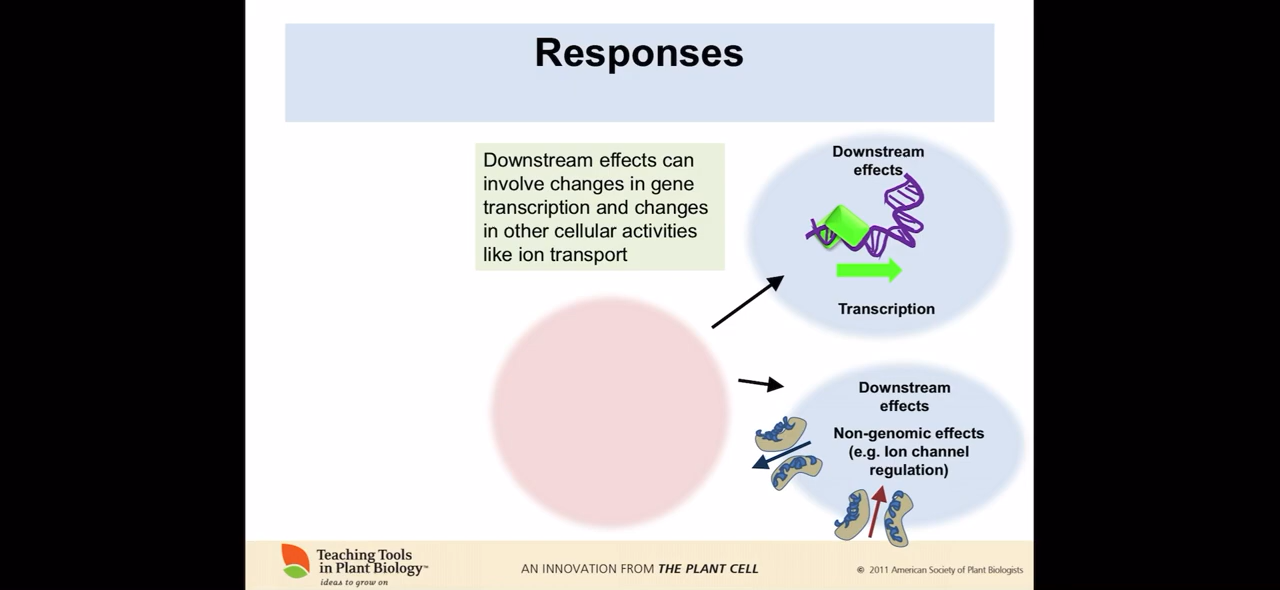 Responses
Downstream effects can
involve changes in gene
transcription and changes
in other cellular activities
like ion transport
Downstream
effects
Transcription
Downstream
effects
Non-genomic effects
(e.g. Ion channel
regulation)
Teaching Tools
in Plant Biology™
ideas to grow on
AN INNOVATION FROM THE PLANT CELL
© 2011 American Society of Plant Biologists